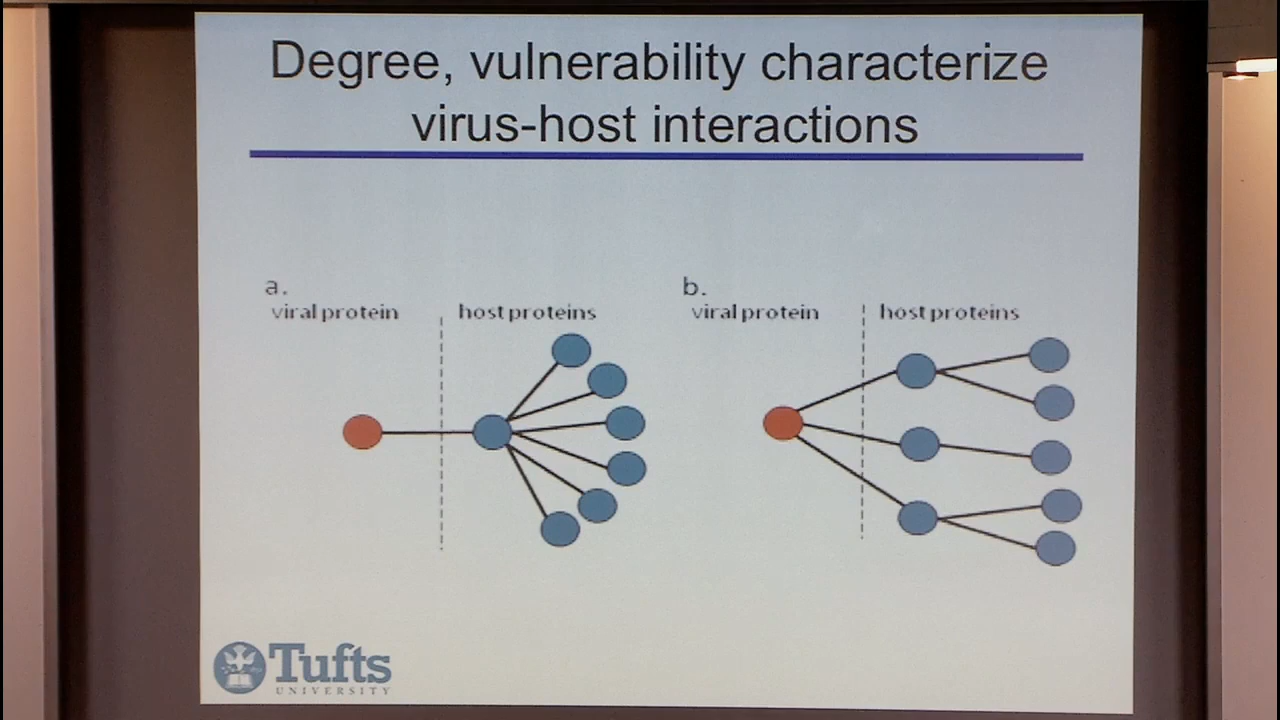 Degree, vulnerability characterize
virus-host interactions
a.
viral protein
host proteins
b.
viral protein
host proteins
Tufts
UNIVERSITY